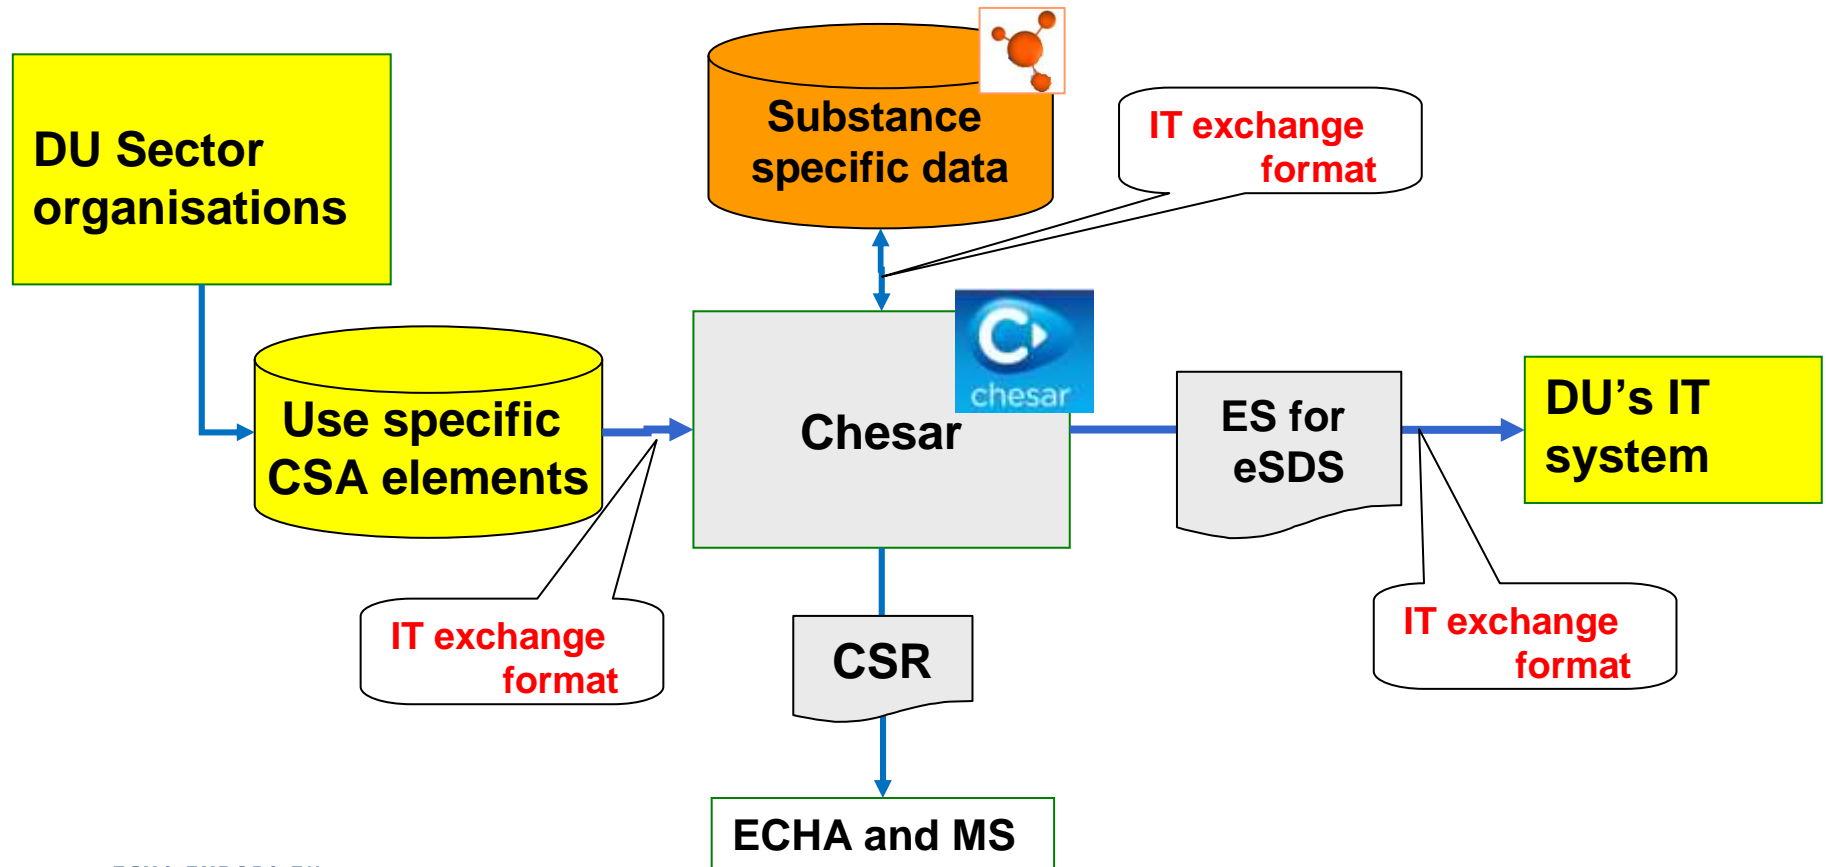 DU Sector
organisations
Substance
specific data
IT exchange
format
Use specific
CSA elements
chesar
Chesar
ES for
eSDS
DU's IT
system
IT exchange
format
CSR
IT exchange
format
ECHA and MS